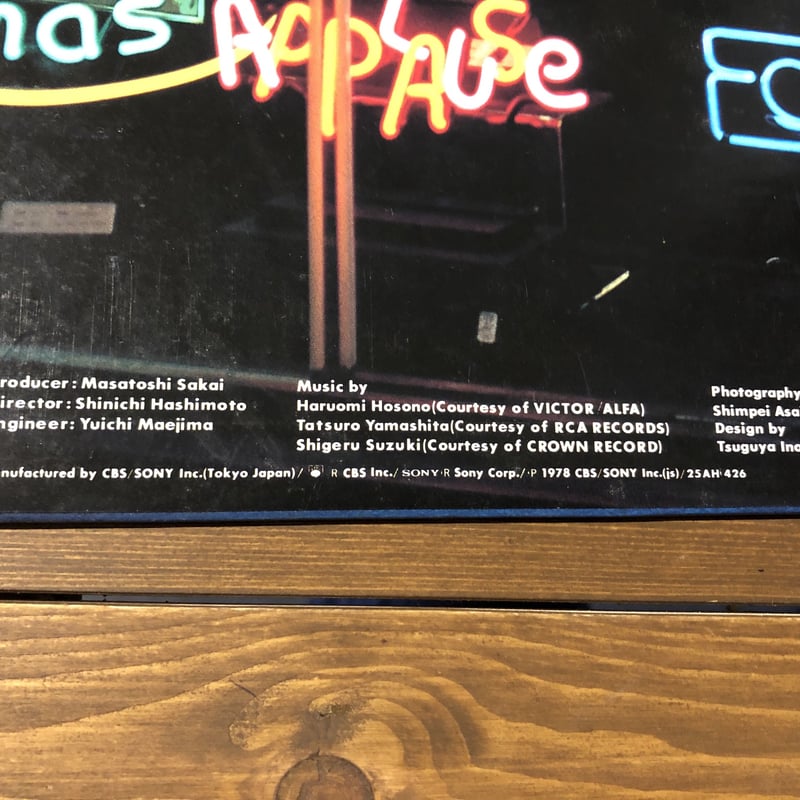 nas
APPLAUSe
roducer : Masatoshi Sakai
irector : Shinichi Hashimoto
ngineer : Yuichi Maejima
Music by
Haruomi Hosono(Courtesy of VICTOR/ALFA)
Tatsuro Yamashita(Courtesy of RCA RECORDS)
Shigeru Suzuki(Courtesy of CROWN RECORD)
Photography
Shimpei Asa
Design by
Tsuguya Ino
nufactured by CBS/SONY Inc.(Tokyo Japan)/ R CBS Inc./ SONY·R Sony Corp./·P 1978 CBS/SONY Inc.(js)/25AH·426